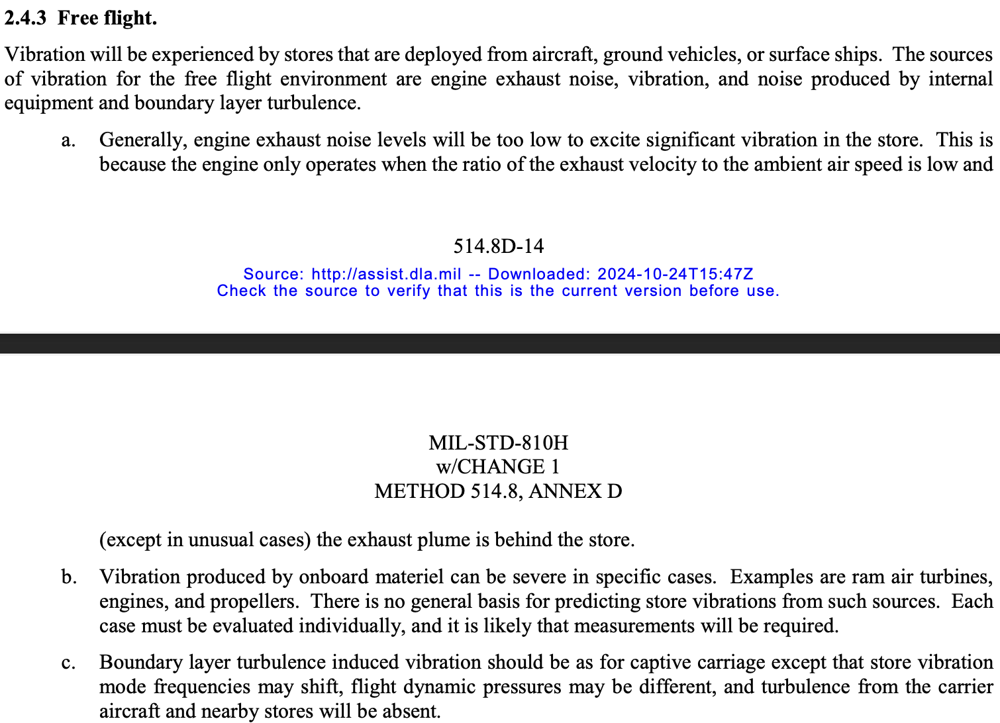 2.4.3 Free flight.
Vibration will be experienced by stores that are deployed from aircraft, ground vehicles, or surface ships. The sources
of vibration for the free flight environment are engine exhaust noise, vibration, and noise produced by internal
equipment and boundary layer turbulence.
a. Generally, engine exhaust noise levels will be too low to excite significant vibration in the store. This is
because the engine only operates when the ratio of the exhaust velocity to the ambient air speed is low and
514.8D-14
Source: http://assist.dla.mil -- Downloaded: 2024-10-24T15:47Z
Check the source to verify that this is the current version before use.
MIL-STD-810H
w/CHANGE 1
METHOD 514.8, ANNEX D
(except in unusual cases) the exhaust plume is behind the store.
b. Vibration produced by onboard materiel can be severe in specific cases. Examples are ram air turbines,
engines, and propellers. There is no general basis for predicting store vibrations from such sources. Each
case must be evaluated individually, and it is likely that measurements will be required.
c. Boundary layer turbulence induced vibration should be as for captive carriage except that store vibration
mode frequencies may shift, flight dynamic pressures may be different, and turbulence from the carrier
aircraft and nearby stores will be absent.